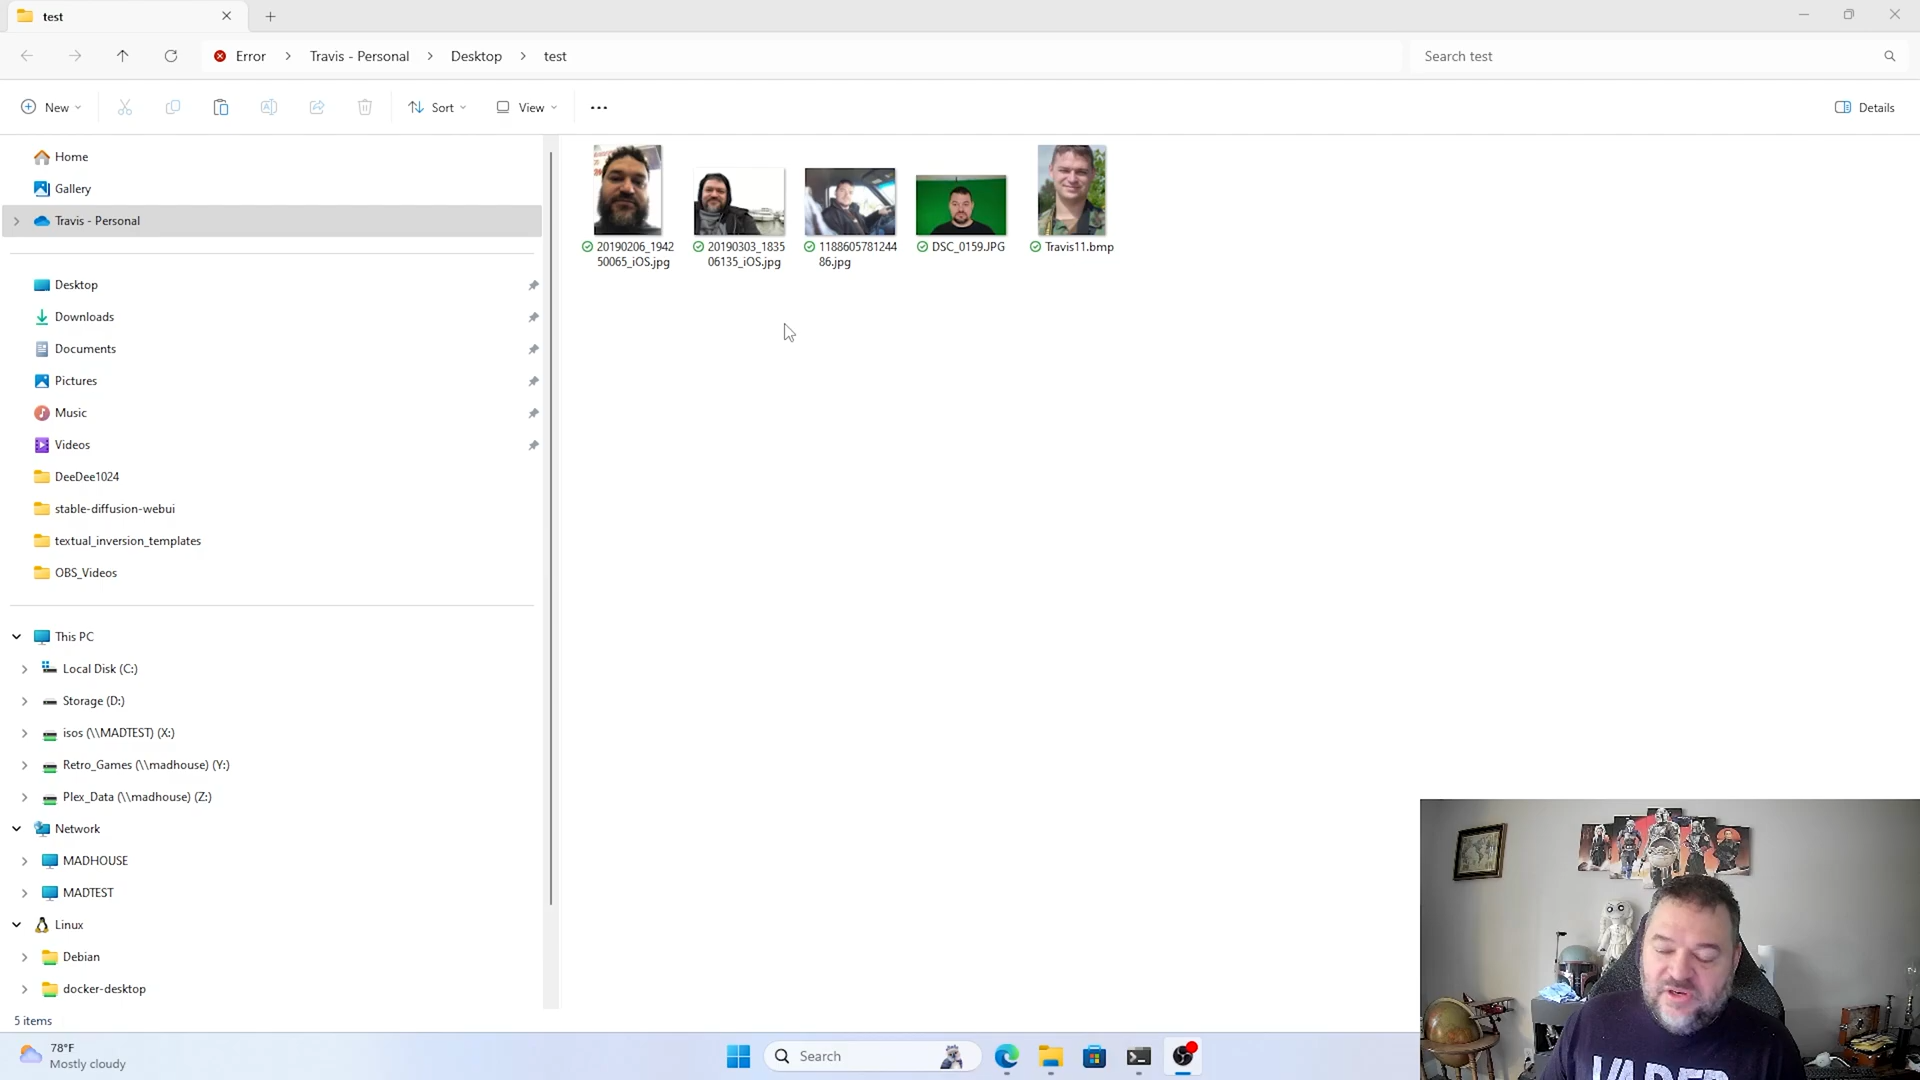 test
Error
Travis - Personal
Desktop
test
Search test
New
Sort
View
Details
Home
Gallery
Travis - Personal
Desktop
Downloads
Documents
Pictures
Music
Videos
DeeDee1024
stable-diffusion-webui
textual_inversion_templates
OBS_Videos
This PC
Local Disk (C:)
Storage (D:)
isos (\\MADTEST) (X:)
Retro_Games (\\madhouse) (Y:)
Plex_Data (\\madhouse) (Z:)
Network
MADHOUSE
MADTEST
Linux
Debian
docker-desktop
20190206_1942
50065_iOS.jpg
20190303_1835
06135_iOS.jpg
1188605781244
86.jpg
DSC_0159.JPG
Travis11.bmp
5 items
78°F
Mostly cloudy
Search
VADER